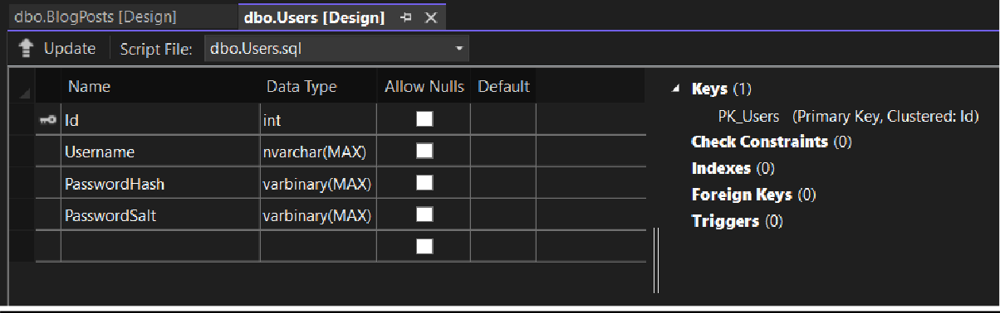 dbo.BlogPosts [Design]
dbo.Users [Design]
Update
Script File:
dbo.Users.sql
Name Data Type Allow Nulls Default
Id int
Username nvarchar(MAX)
PasswordHash varbinary(MAX)
PasswordSalt varbinary(MAX)
Keys (1)
PK_Users (Primary Key, Clustered: Id)
Check Constraints (0)
Indexes (0)
Foreign Keys (0)
Triggers (0)